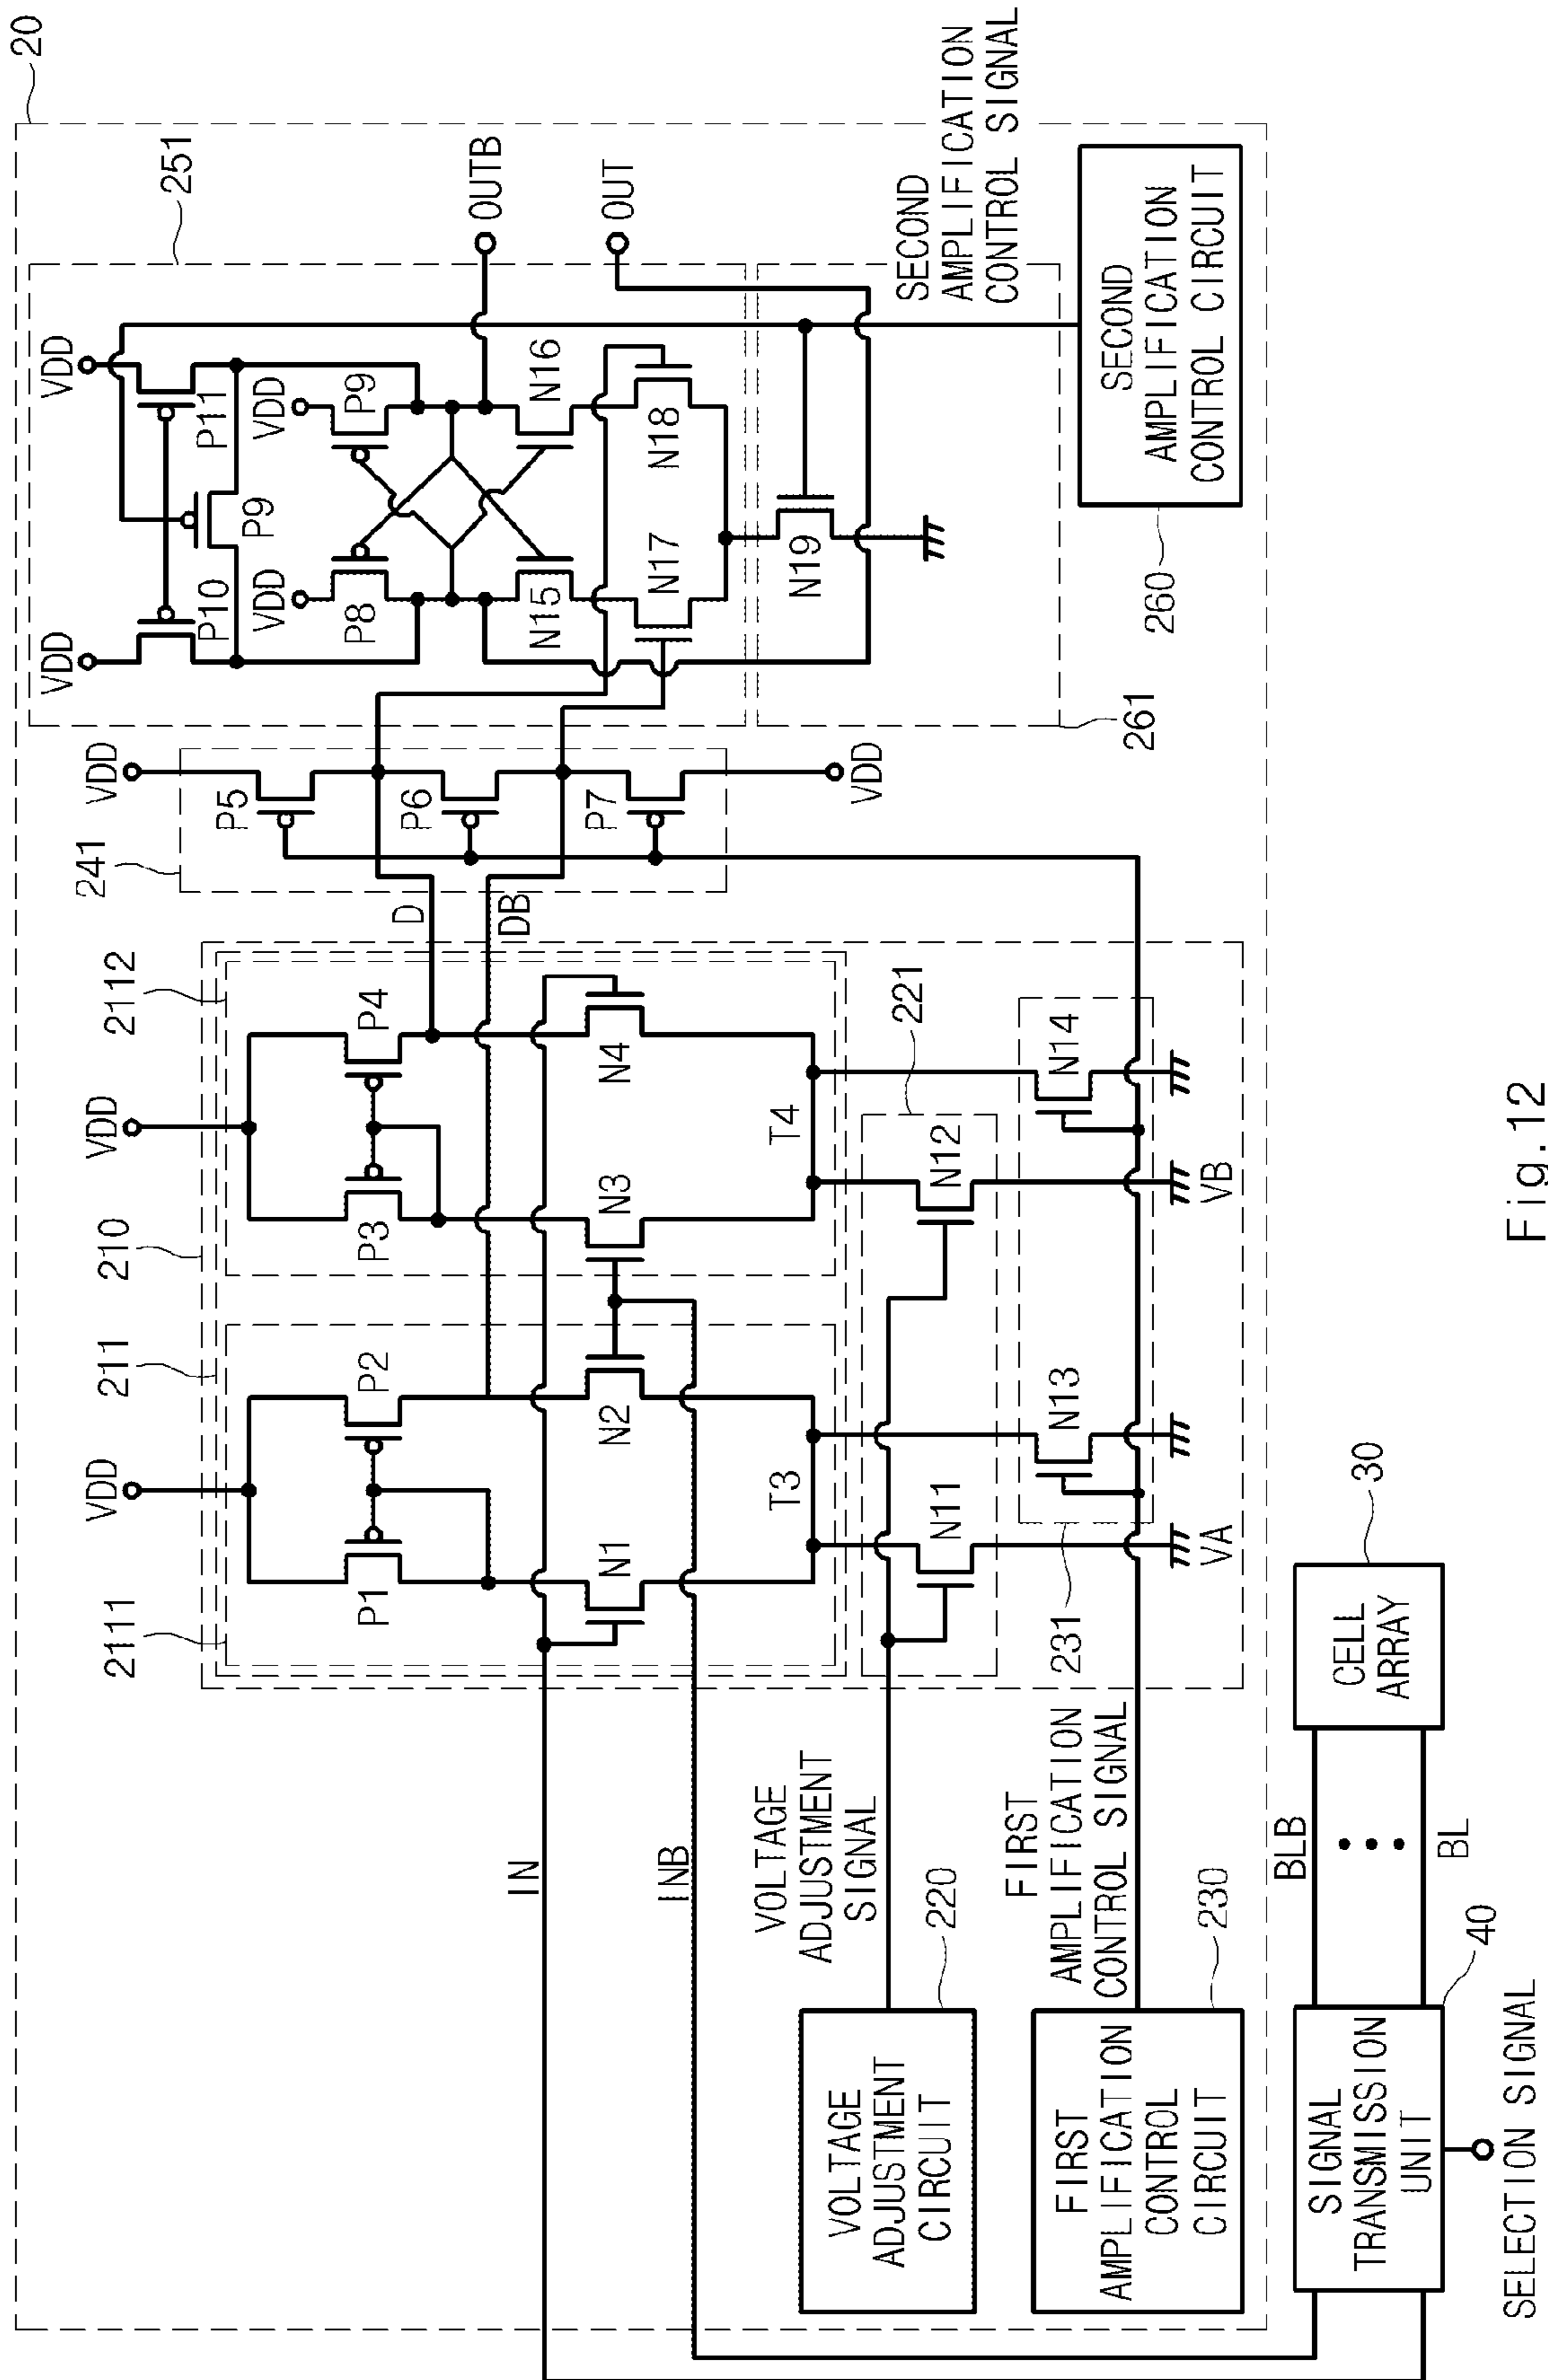 20
VDD
VDD
P10
P11
P9
251
VDD
VDD
P8
P9
OUTB
OUT
N15
N16
N17
N18
N19
SECOND
AMPLIFICATION
CONTROL SIGNAL
SECOND
AMPLIFICATION
CONTROL CIRCUIT
260
261
VDD
P5
P6
P7
VDD
241
D
DB
2112
VDD
P3
P4
N3
N4
T4
210
211
VDD
P1
P2
N1
N2
T3
2111
221
N11
N12
N13
N14
231
VA
VB
IN
INB
VOLTAGE
ADJUSTMENT
SIGNAL
220
VOLTAGE
ADJUSTMENT
CIRCUIT
FIRST
AMPLIFICATION
CONTROL SIGNAL
230
FIRST
AMPLIFICATION
CONTROL
CIRCUIT
30
CELL
ARRAY
BLB
BL
40
SIGNAL
TRANSMISSION
UNIT
SELECTION SIGNAL
Fig.12